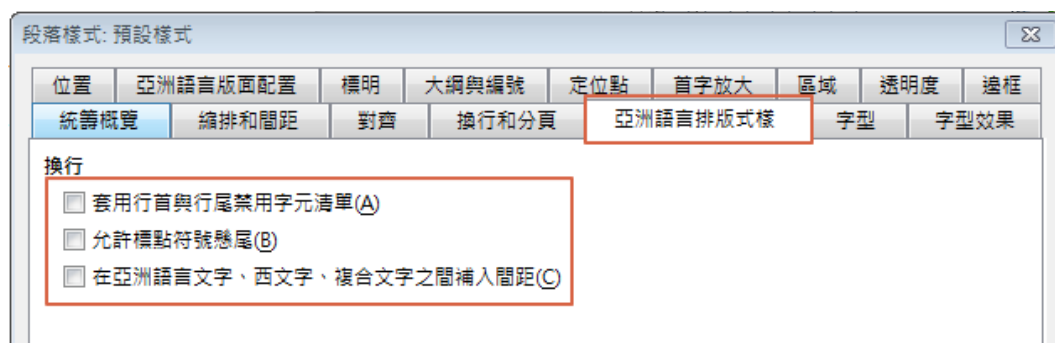 段落樣式: 預設樣式
位置 亞洲語言版面配置 標明 大綱與編號 定位點 首字放大 區域 透明度 邊框
統籌概覽 縮排和間距 對齊 換行和分頁 亞洲語言排版式樣 字型 字型效果
換行
套用行首與行尾禁用字元清單(A)
允許標點符號懸尾(B)
在亞洲語言文字、西文字、複合文字之間補入間距(C)